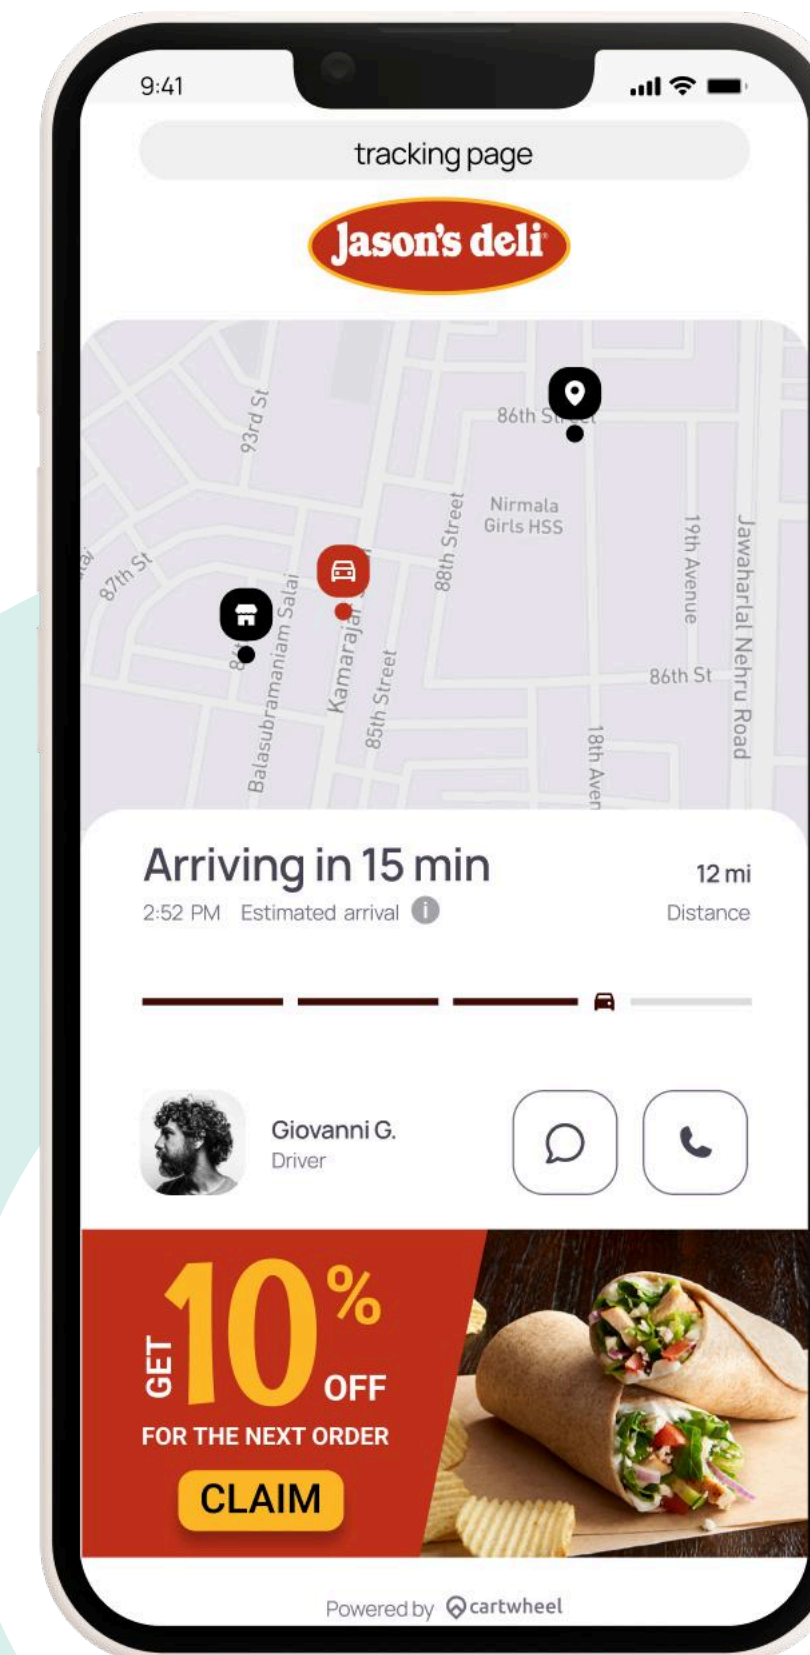 9:41
tracking page
Jason's deli
93rd St
86th Street
Nirmala
Girls HSS
88th Street
19th Avenue
Jawaharlal Nehru Road
87th St
Balasubramaniam Salai
Kamarajar
85th Street
86th St
18th Aven
Arriving in 15 min
12 mi
2:52 PM Estimated arrival i
Distance
Giovanni G.
Driver
GET 10% OFF
FOR THE NEXT ORDER
CLAIM
Powered by cartwheel